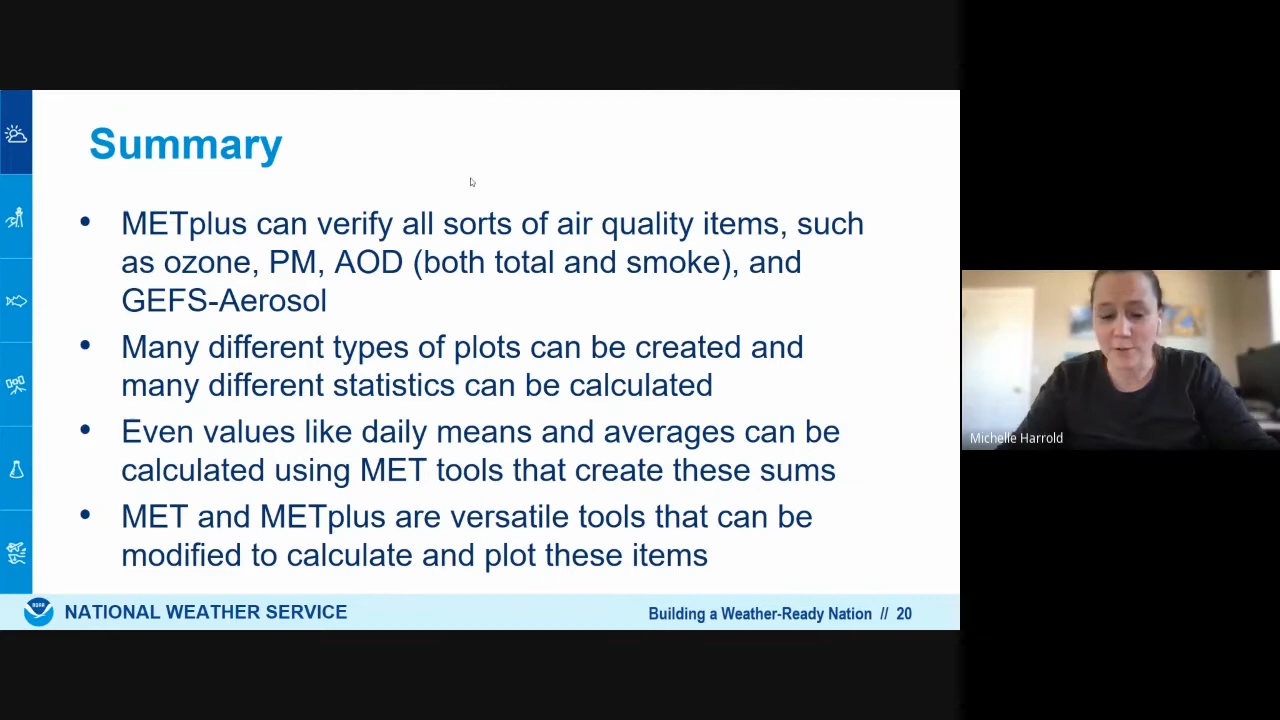 Summary
• METplus can verify all sorts of air quality items, such
as ozone, PM, AOD (both total and smoke), and
GEFS-Aerosol
• Many different types of plots can be created and
many different statistics can be calculated
• Even values like daily means and averages can be
calculated using MET tools that create these sums
• MET and METplus are versatile tools that can be
modified to calculate and plot these items
NATIONAL WEATHER SERVICE
Building a Weather-Ready Nation // 20
Michelle Harrold